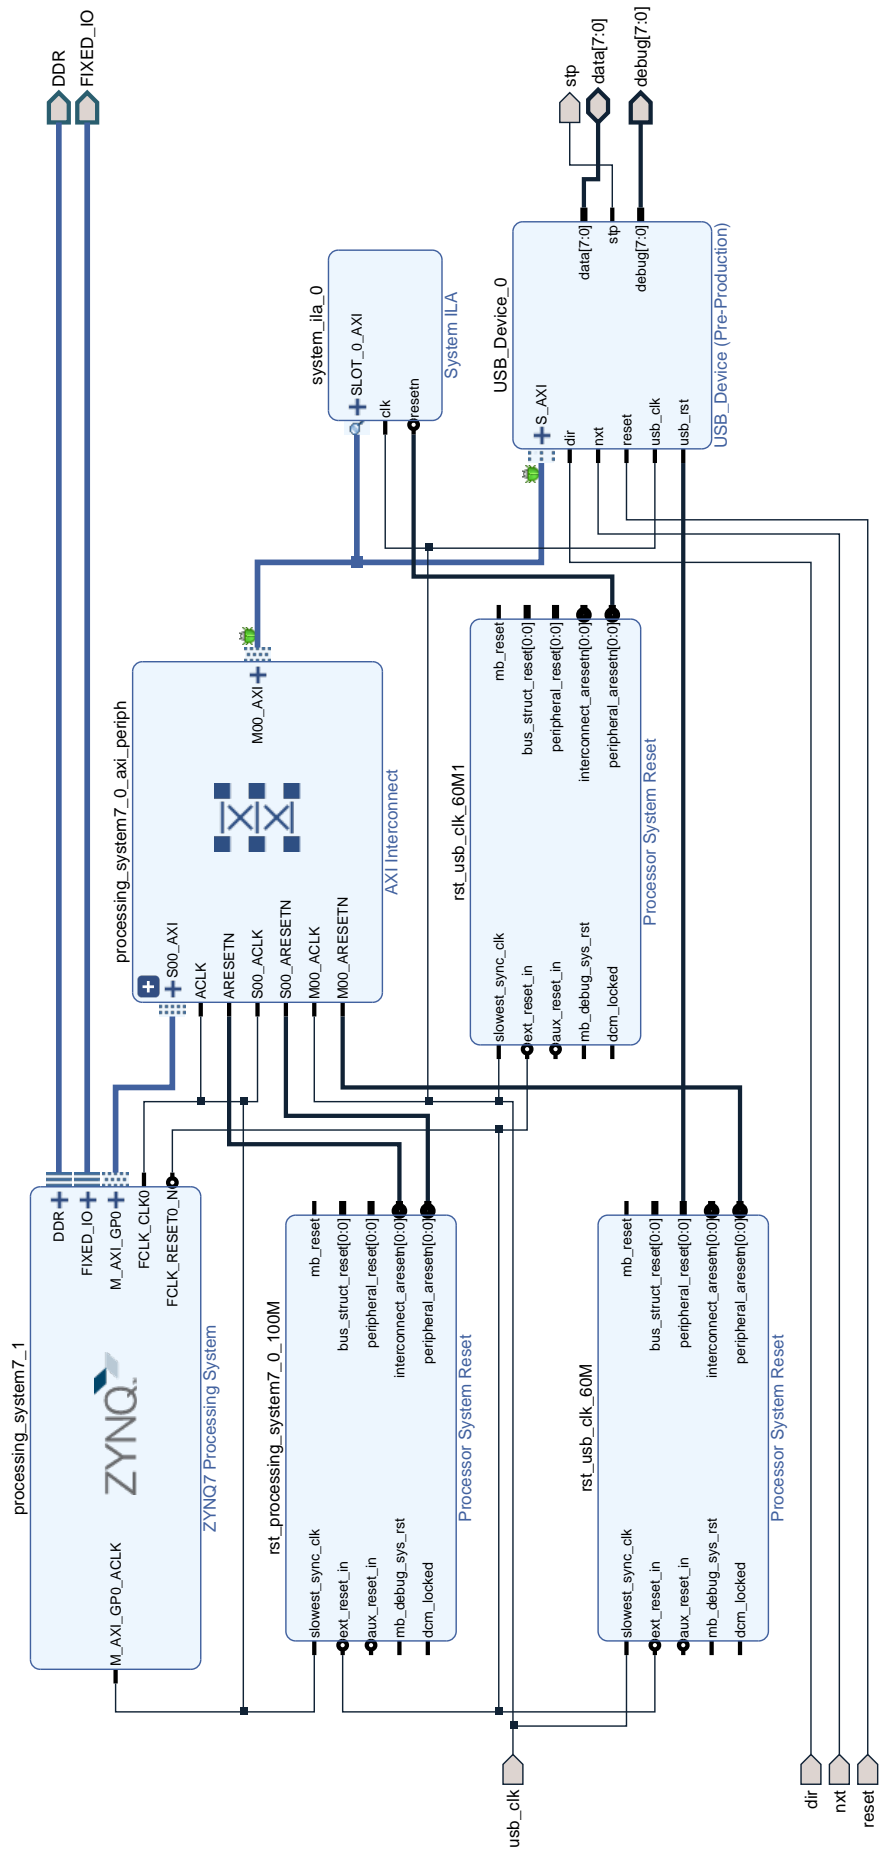 processing_system7_1
M_AXI_GP0_ACLK
ZYNQ
DDR
FIXED_IO
M_AXI_GP0
FCLK_CLK0
FCLK_RESET0_N
ZYNQ7 Processing System
rst_processing_system7_0_100M
slowest_sync_clk
ext_reset_in
aux_reset_in
mb_debug_sys_rst
dcm_locked
mb_reset
bus_struct_reset[0:0]
peripheral_reset[0:0]
interconnect_aresetn[0:0]
peripheral_aresetn[0:0]
Processor System Reset
rst_usb_clk_60M
slowest_sync_clk
ext_reset_in
aux_reset_in
mb_debug_sys_rst
dcm_locked
mb_reset
bus_struct_reset[0:0]
peripheral_reset[0:0]
interconnect_aresetn[0:0]
peripheral_aresetn[0:0]
Processor System Reset
processing_system7_0_axi_periph
S00_AXI
ACLK
ARESETN
S00_ACLK
S00_ARESETN
M00_ACLK
M00_ARESETN
M00_AXI
AXI Interconnect
rst_usb_clk_60M1
slowest_sync_clk
ext_reset_in
aux_reset_in
mb_debug_sys_rst
dcm_locked
mb_reset
bus_struct_reset[0:0]
peripheral_reset[0:0]
interconnect_aresetn[0:0]
peripheral_aresetn[0:0]
Processor System Reset
system_ila_0
SLOT_0_AXI
clk
resetn
System ILA
USB_Device_0
S_AXI
dir
nxt
reset
usb_clk
usb_rst
data[7:0]
stp
debug[7:0]
USB_Device (Pre-Production)
DDR
FIXED_IO
stp
data[7:0]
debug[7:0]
usb_clk
dir
nxt
reset